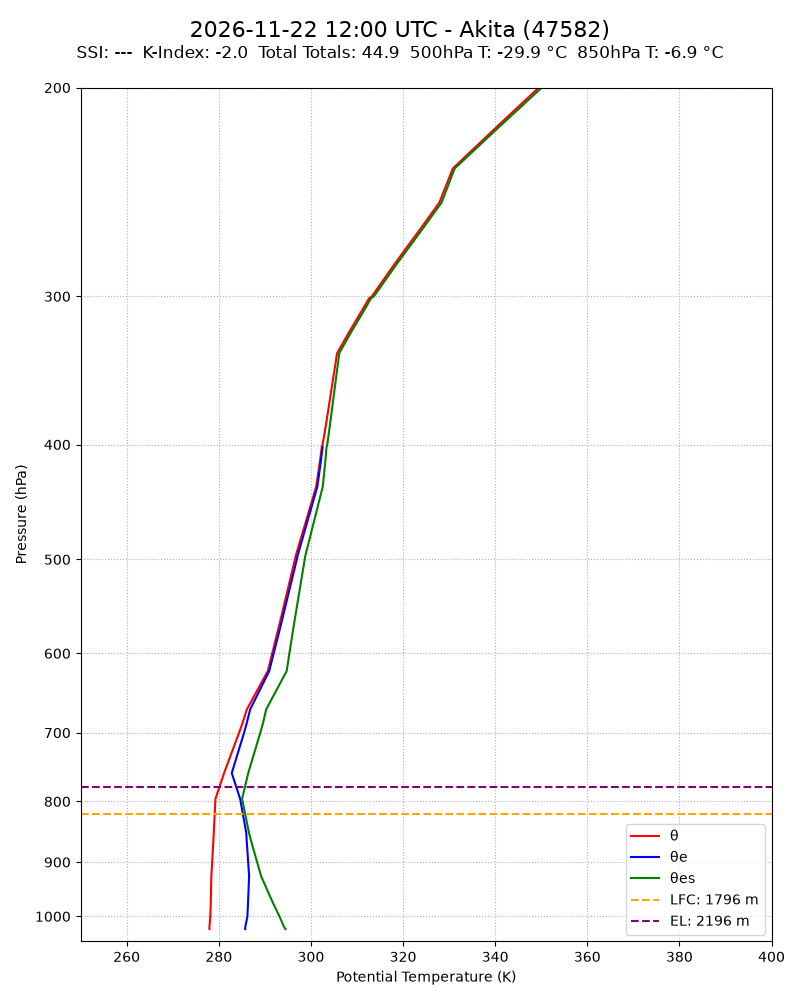 2026-11-22 12:00 UTC - Akita (47582)
SSI: --- K-Index: -2.0 Total Totals: 44.9 500hPa T: -29.9 °C 850hPa T: -6.9 °C
200
300
400
500
600
700
800
900
1000
Pressure (hPa)
θ
θe
θes
LFC: 1796 m
EL: 2196 m
260 280 300 320 340 360 380 400
Potential Temperature (K)